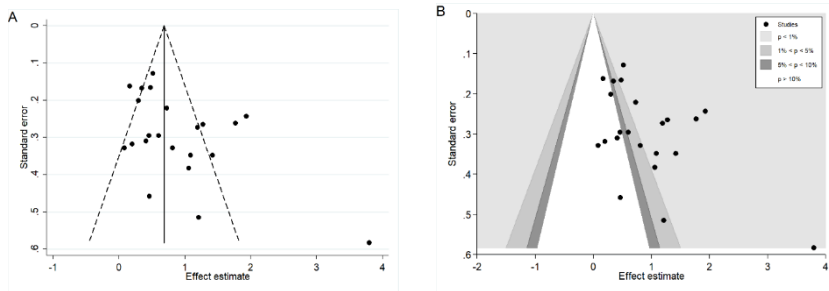 A
0
.1
.2
.3
.4
.5
.6
Standard error
-1
0
1
2
3
4
Effect estimate
B
0
.1
.2
.3
.4
.5
.6
Standard error
-2
-1
0
1
2
3
4
Effect estimate
Studies
p < 1%
1% < p < 5%
5% < p < 10%
p > 10%